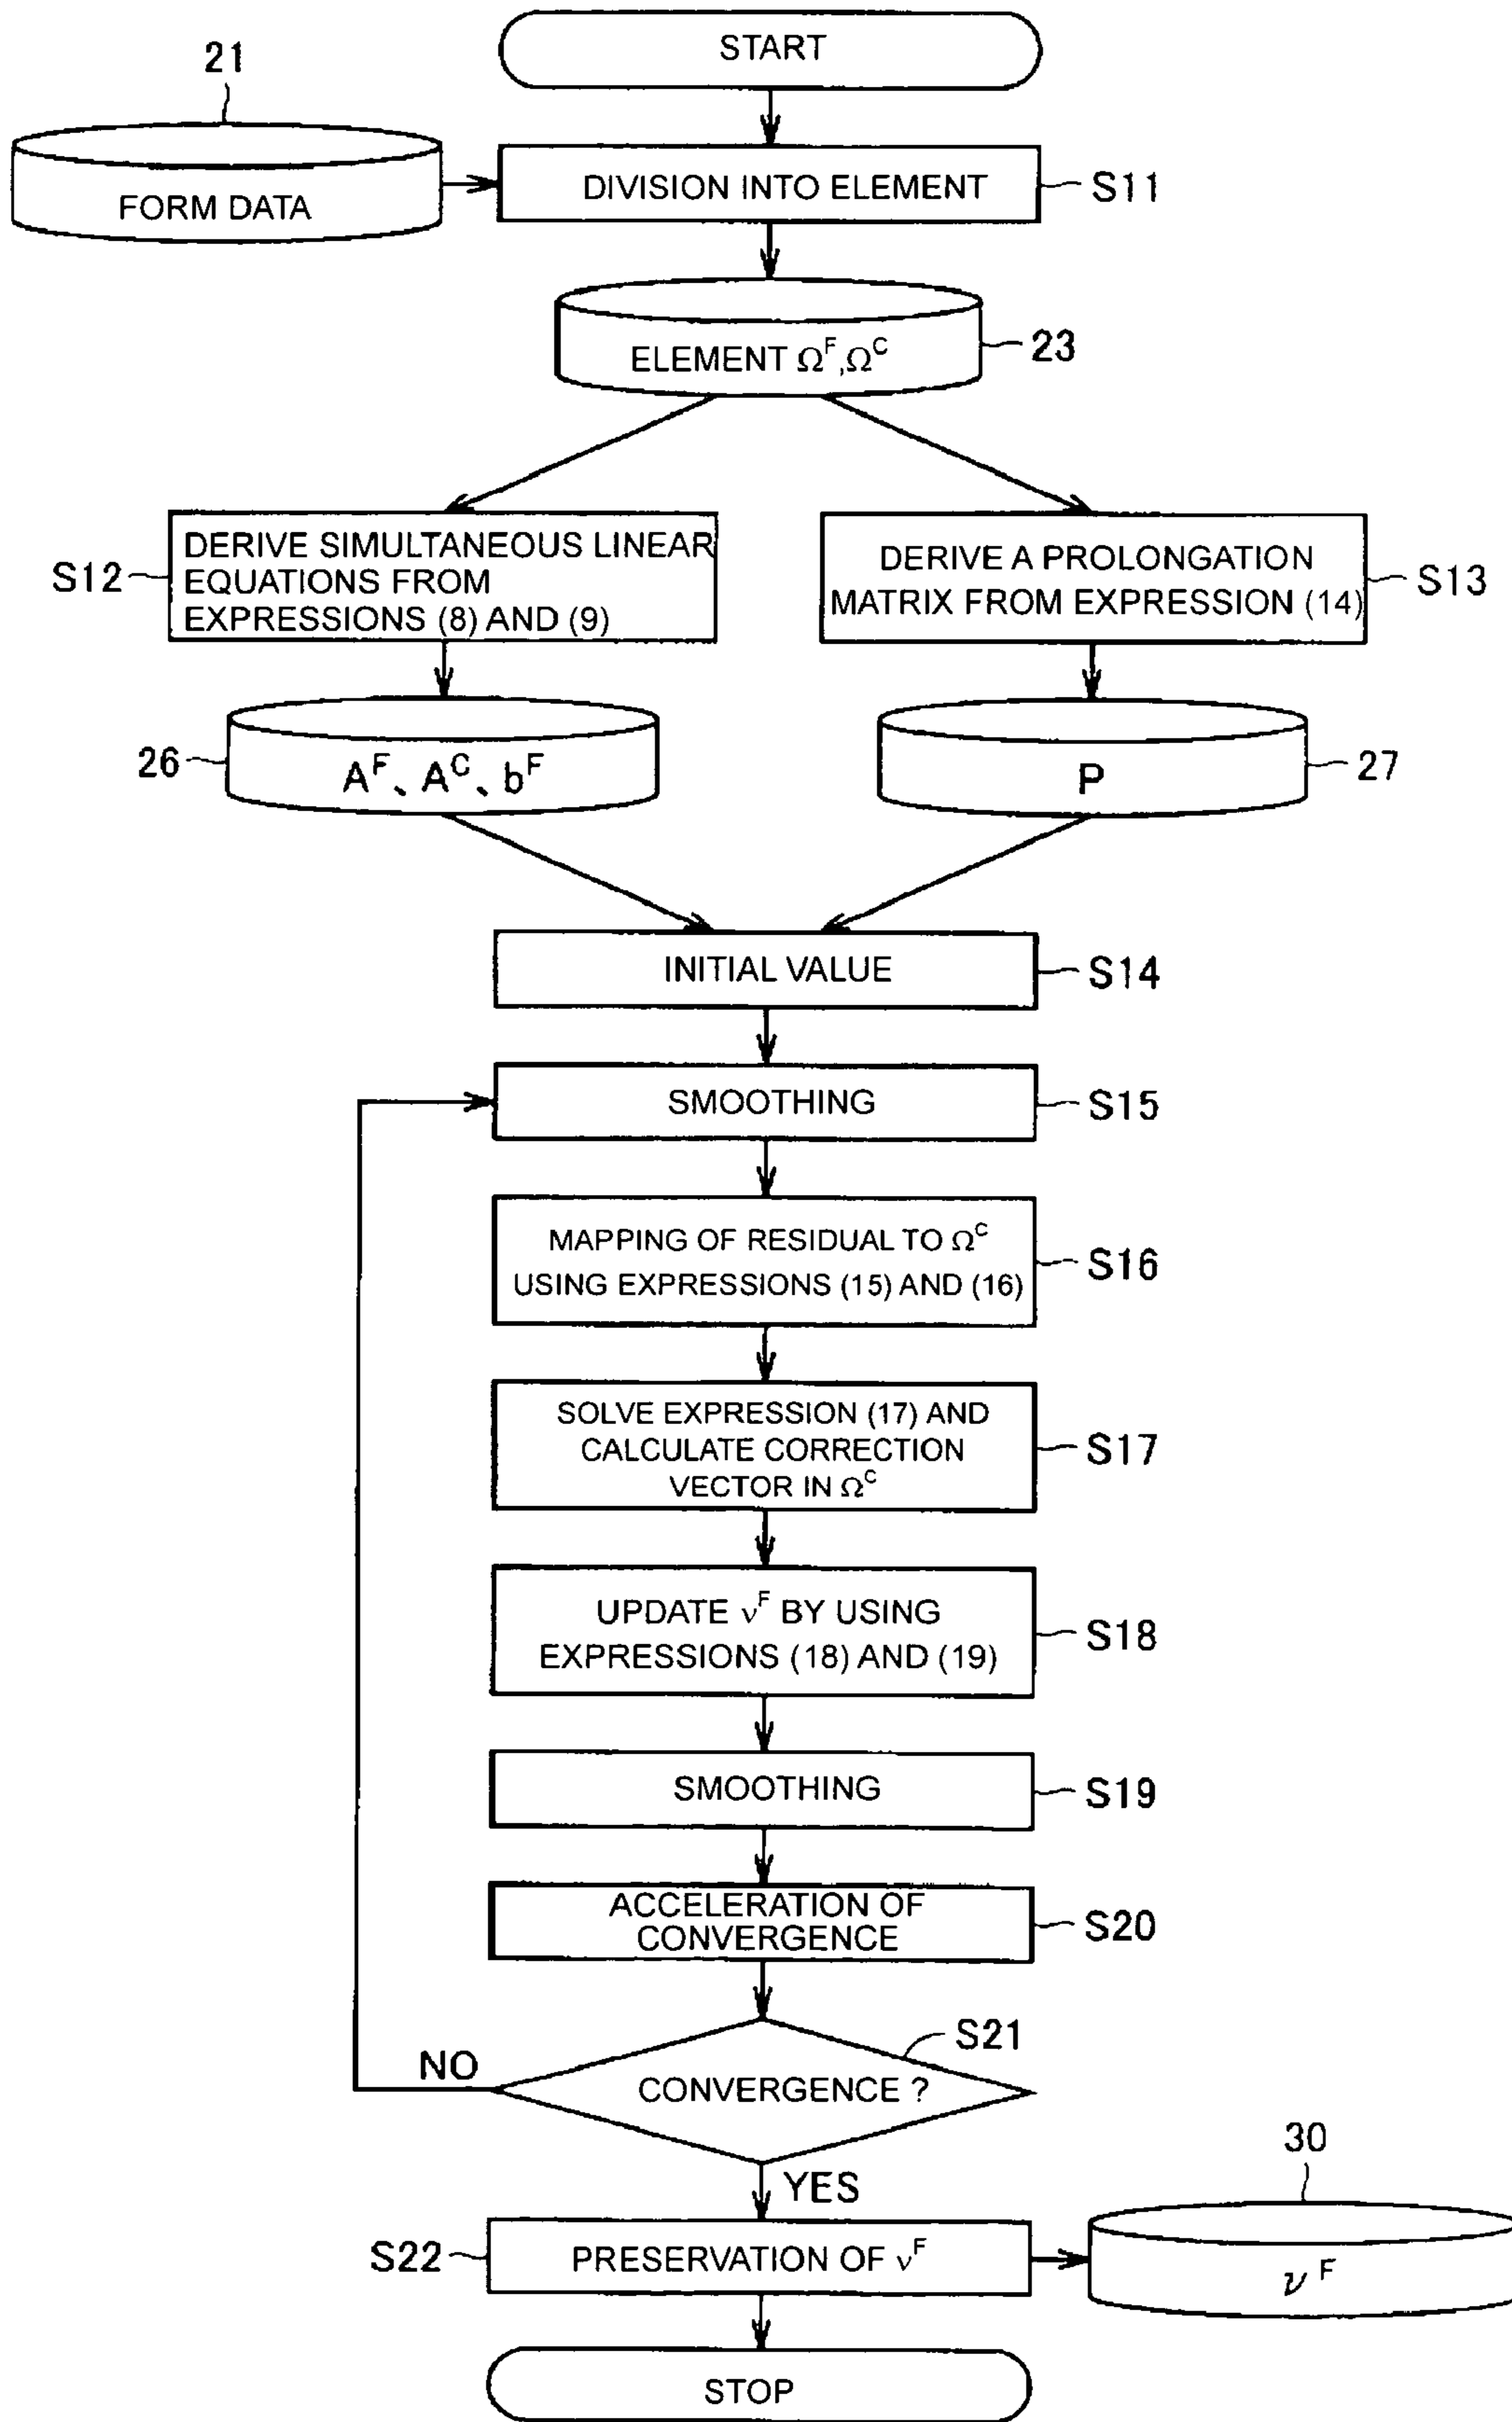 START
21
FORM DATA
DIVISION INTO ELEMENT
S11
ELEMENT Ω^F,Ω^C
23
S12
DERIVE SIMULTANEOUS LINEAR
EQUATIONS FROM
EXPRESSIONS (8) AND (9)
DERIVE A PROLONGATION
MATRIX FROM EXPRESSION (14)
S13
26
A^F、A^C、b^F
P
27
INITIAL VALUE
S14
SMOOTHING
S15
MAPPING OF RESIDUAL TO Ω^C
USING EXPRESSIONS (15) AND (16)
S16
SOLVE EXPRESSION (17) AND
CALCULATE CORRECTION
VECTOR IN Ω^C
S17
UPDATE ν^F BY USING
EXPRESSIONS (18) AND (19)
S18
SMOOTHING
S19
ACCELERATION OF
CONVERGENCE
S20
S21
NO
CONVERGENCE ?
YES
30
S22
PRESERVATION OF ν^F
ν^F
STOP